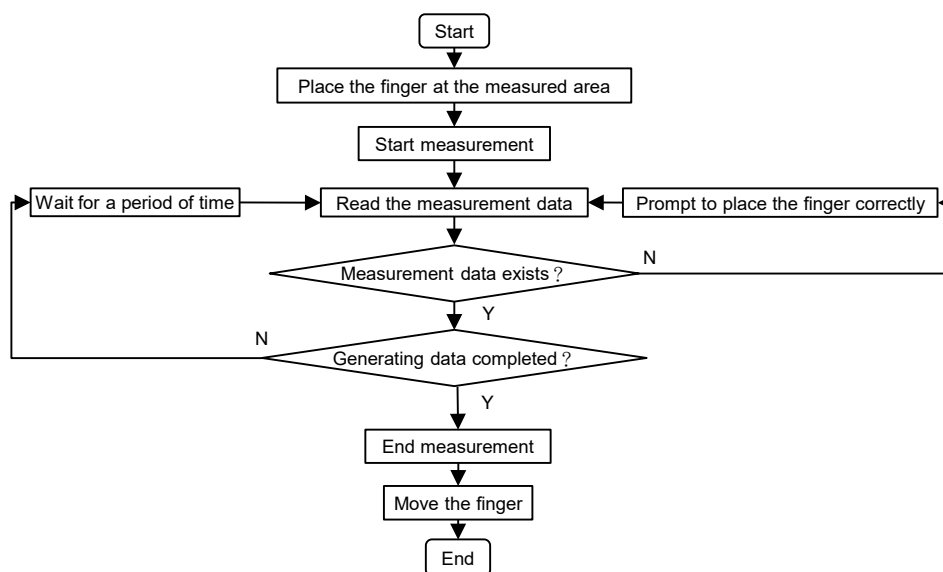 Start
Place the finger at the measured area
Start measurement
Wait for a period of time
Read the measurement data
Prompt to place the finger correctly
Measurement data exists？
N
Y
N
Generating data completed？
Y
End measurement
Move the finger
End